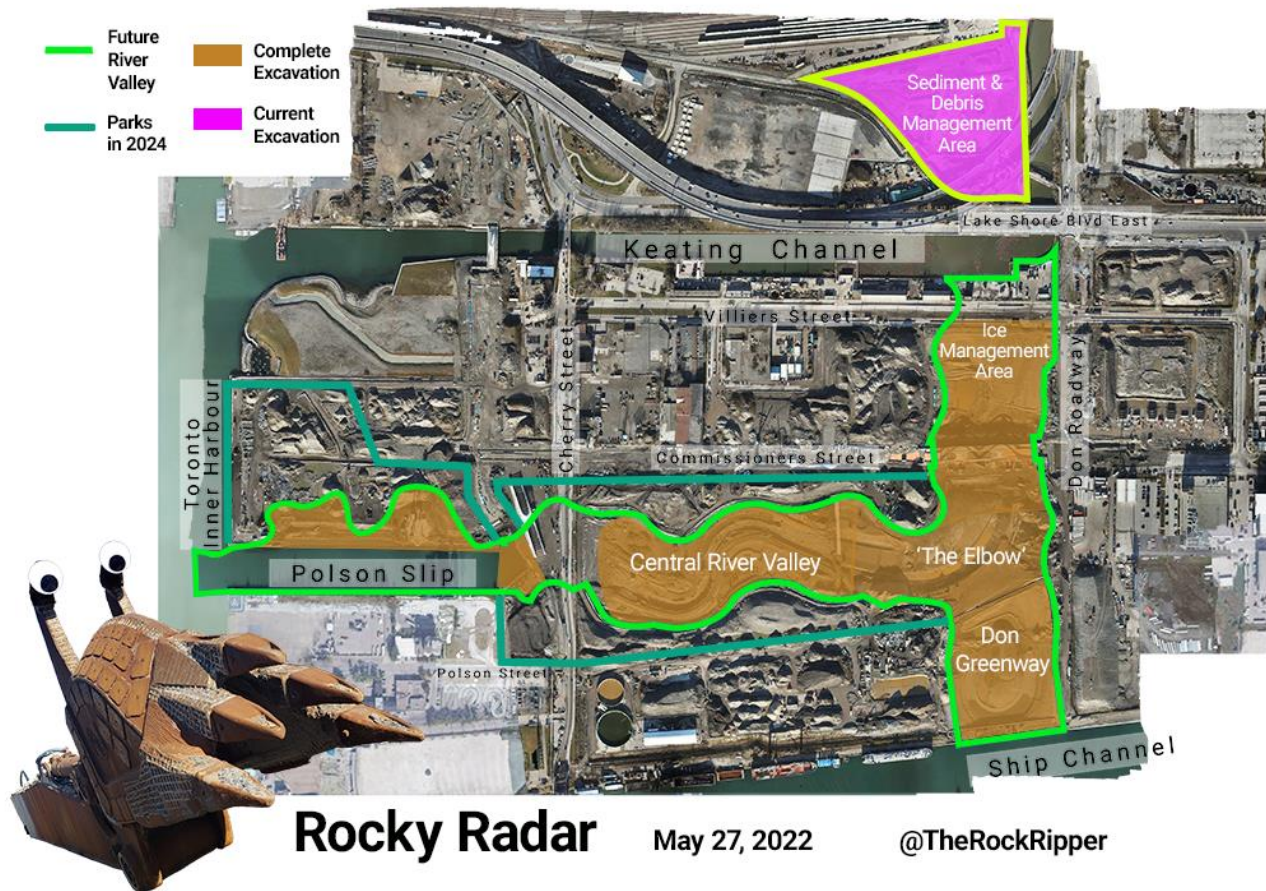 Future
River
Valley
Complete
Excavation
Parks
in 2024
Current
Excavation
Sediment &
Debris
Management
Area
Lake Shore Blvd East
Keating Channel
Villiers Street
Ice
Management
Area
Toronto
Inner Harbour
Cherry Street
Don Roadway
Commissioners Street
Central River Valley
'The Elbow'
Polson Slip
Don
Greenway
Polson Street
Ship Channel
Rocky Radar
May 27, 2022
@TheRockRipper